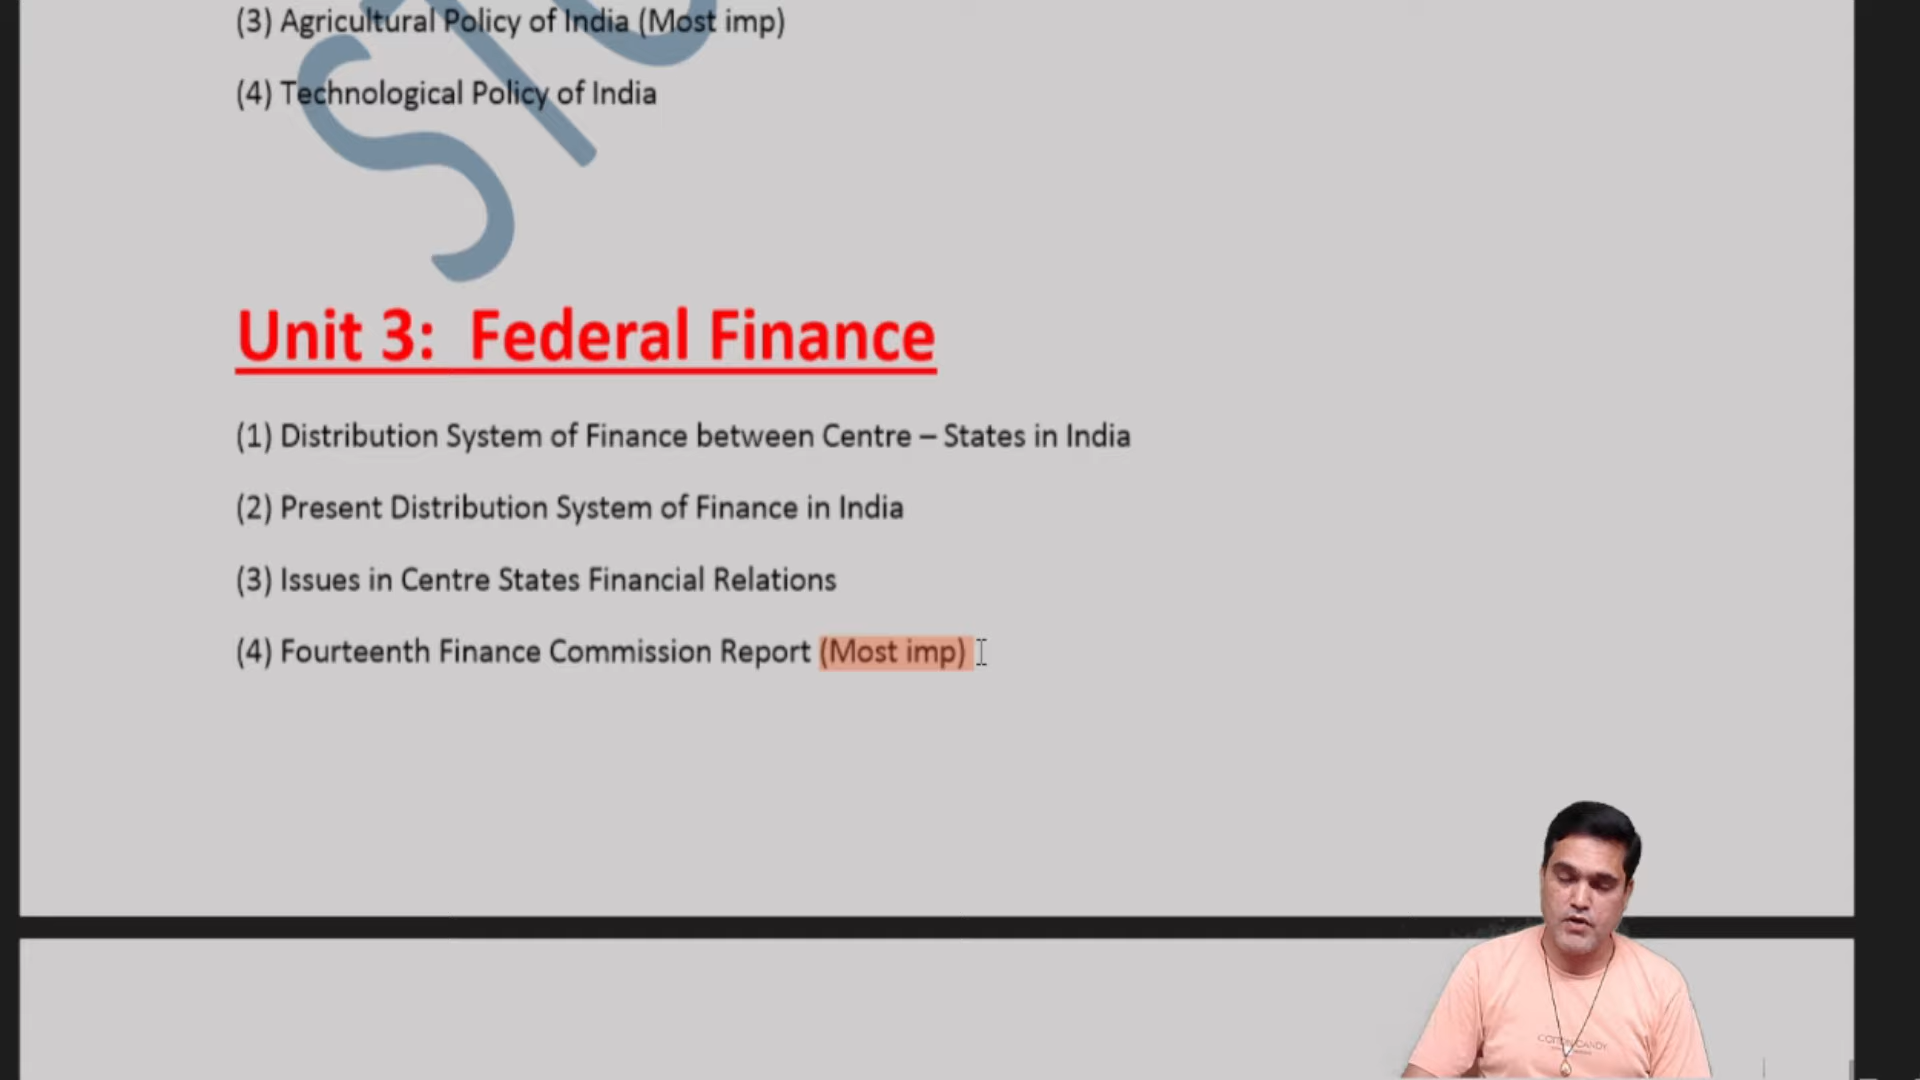 (3) Agricultural Policy of India (Most imp)
(4) Technological Policy of India
Unit 3: Federal Finance
(1) Distribution System of Finance between Centre – States in India
(2) Present Distribution System of Finance in India
(3) Issues in Centre States Financial Relations
(4) Fourteenth Finance Commission Report (Most imp)
COTTON CANDY